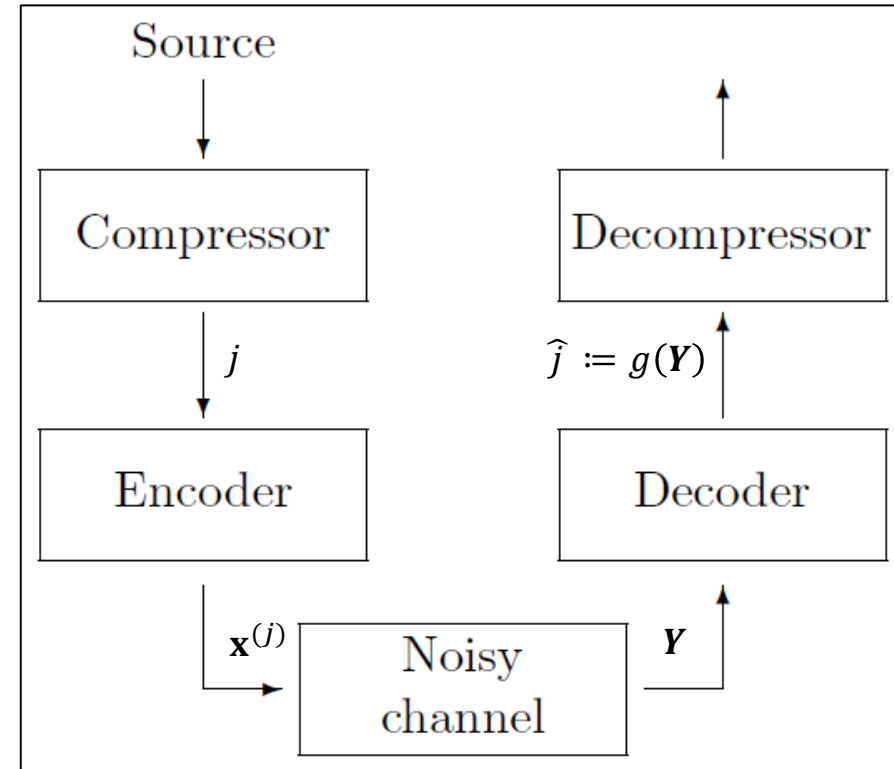 Source
Compressor
Decompressor
j
ĵ := g(Y)
Encoder
Decoder
x^(j)
Noisy
channel
Y